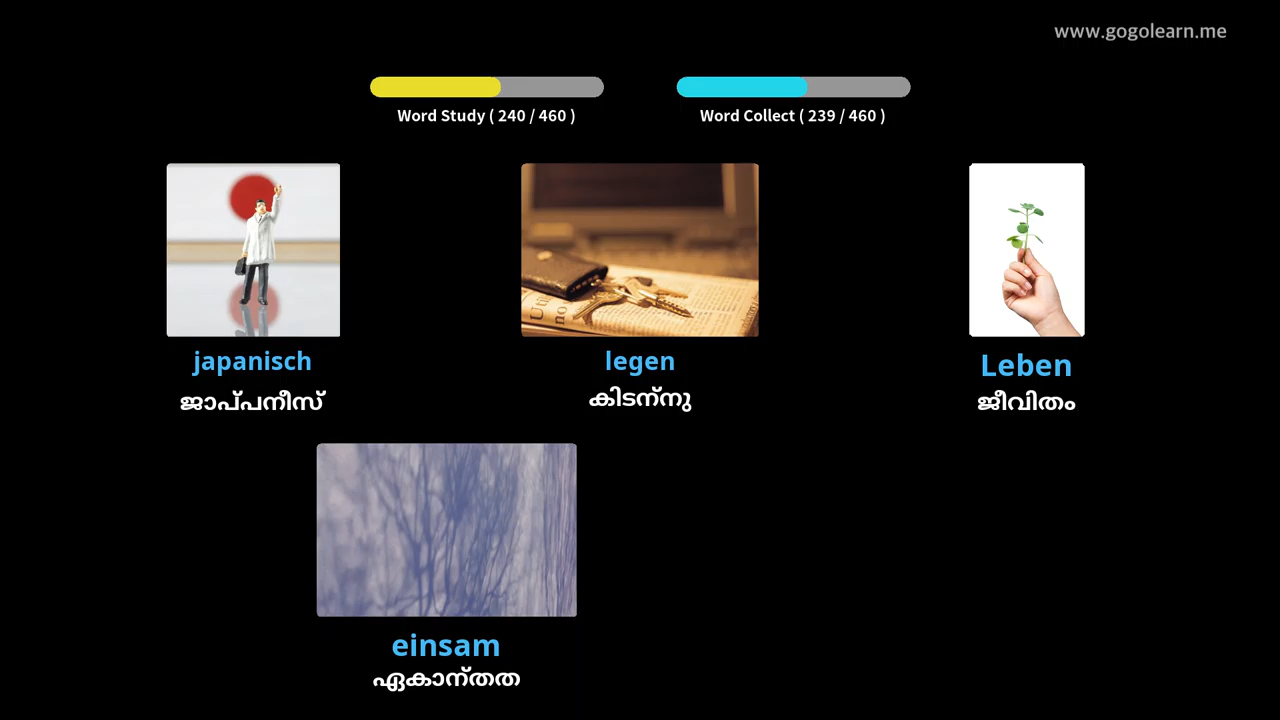 www.gogolearn.me
Word Study ( 240 / 460 )
Word Collect ( 239 / 460 )
japanisch
legen
Leben
ജാപ്പനീസ്
കിടന്നു
ജീവിതം
einsam
ഏകാന്തത